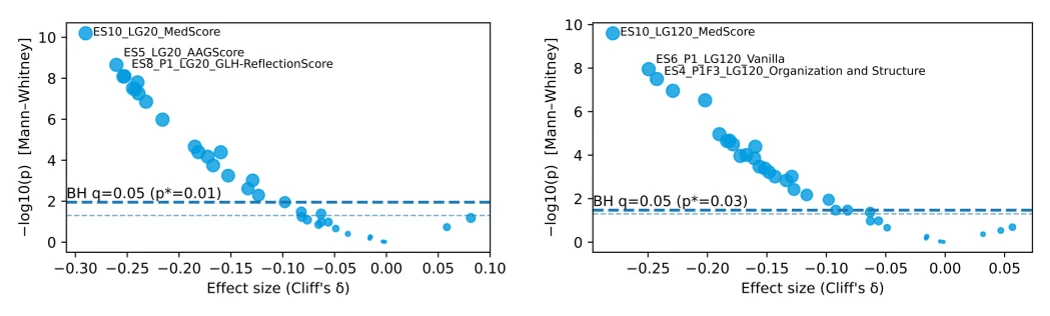 ES10_LG20_MedScore
ES5_LG20_AAGScore
ES8_P1_LG20_GLH-ReflectionScore
BH q=0.05 (p*=0.01)
−log10(p) [Mann–Whitney]
10
8
6
4
2
0
−0.30 −0.25 −0.20 −0.15 −0.10 −0.05 0.00 0.05 0.10
Effect size (Cliff's δ)
ES10_LG120_MedScore
ES6_P1_LG120_Vanilla
ES4_P1F3_LG120_Organization and Structure
BH q=0.05 (p*=0.03)
−log10(p) [Mann–Whitney]
10
8
6
4
2
0
−0.25 −0.20 −0.15 −0.10 −0.05 0.00 0.05
Effect size (Cliff's δ)